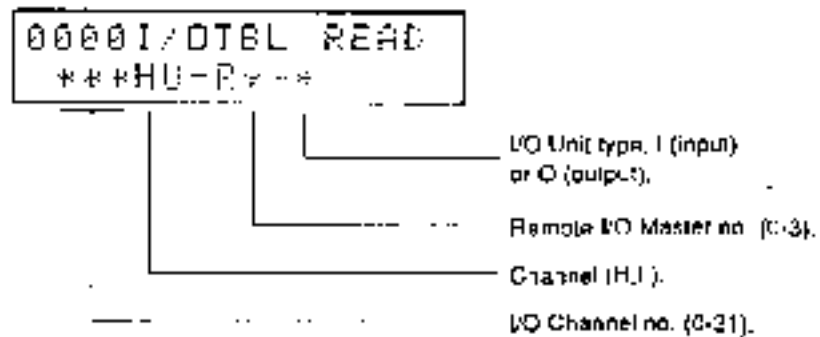 0000I/OTBL READ
***HU-R*-*
I/O Unit type, I (input)
or O (output).
Remote I/O Master no. (0-3).
Channel (H,L).
I/O Channel no. (0-31).